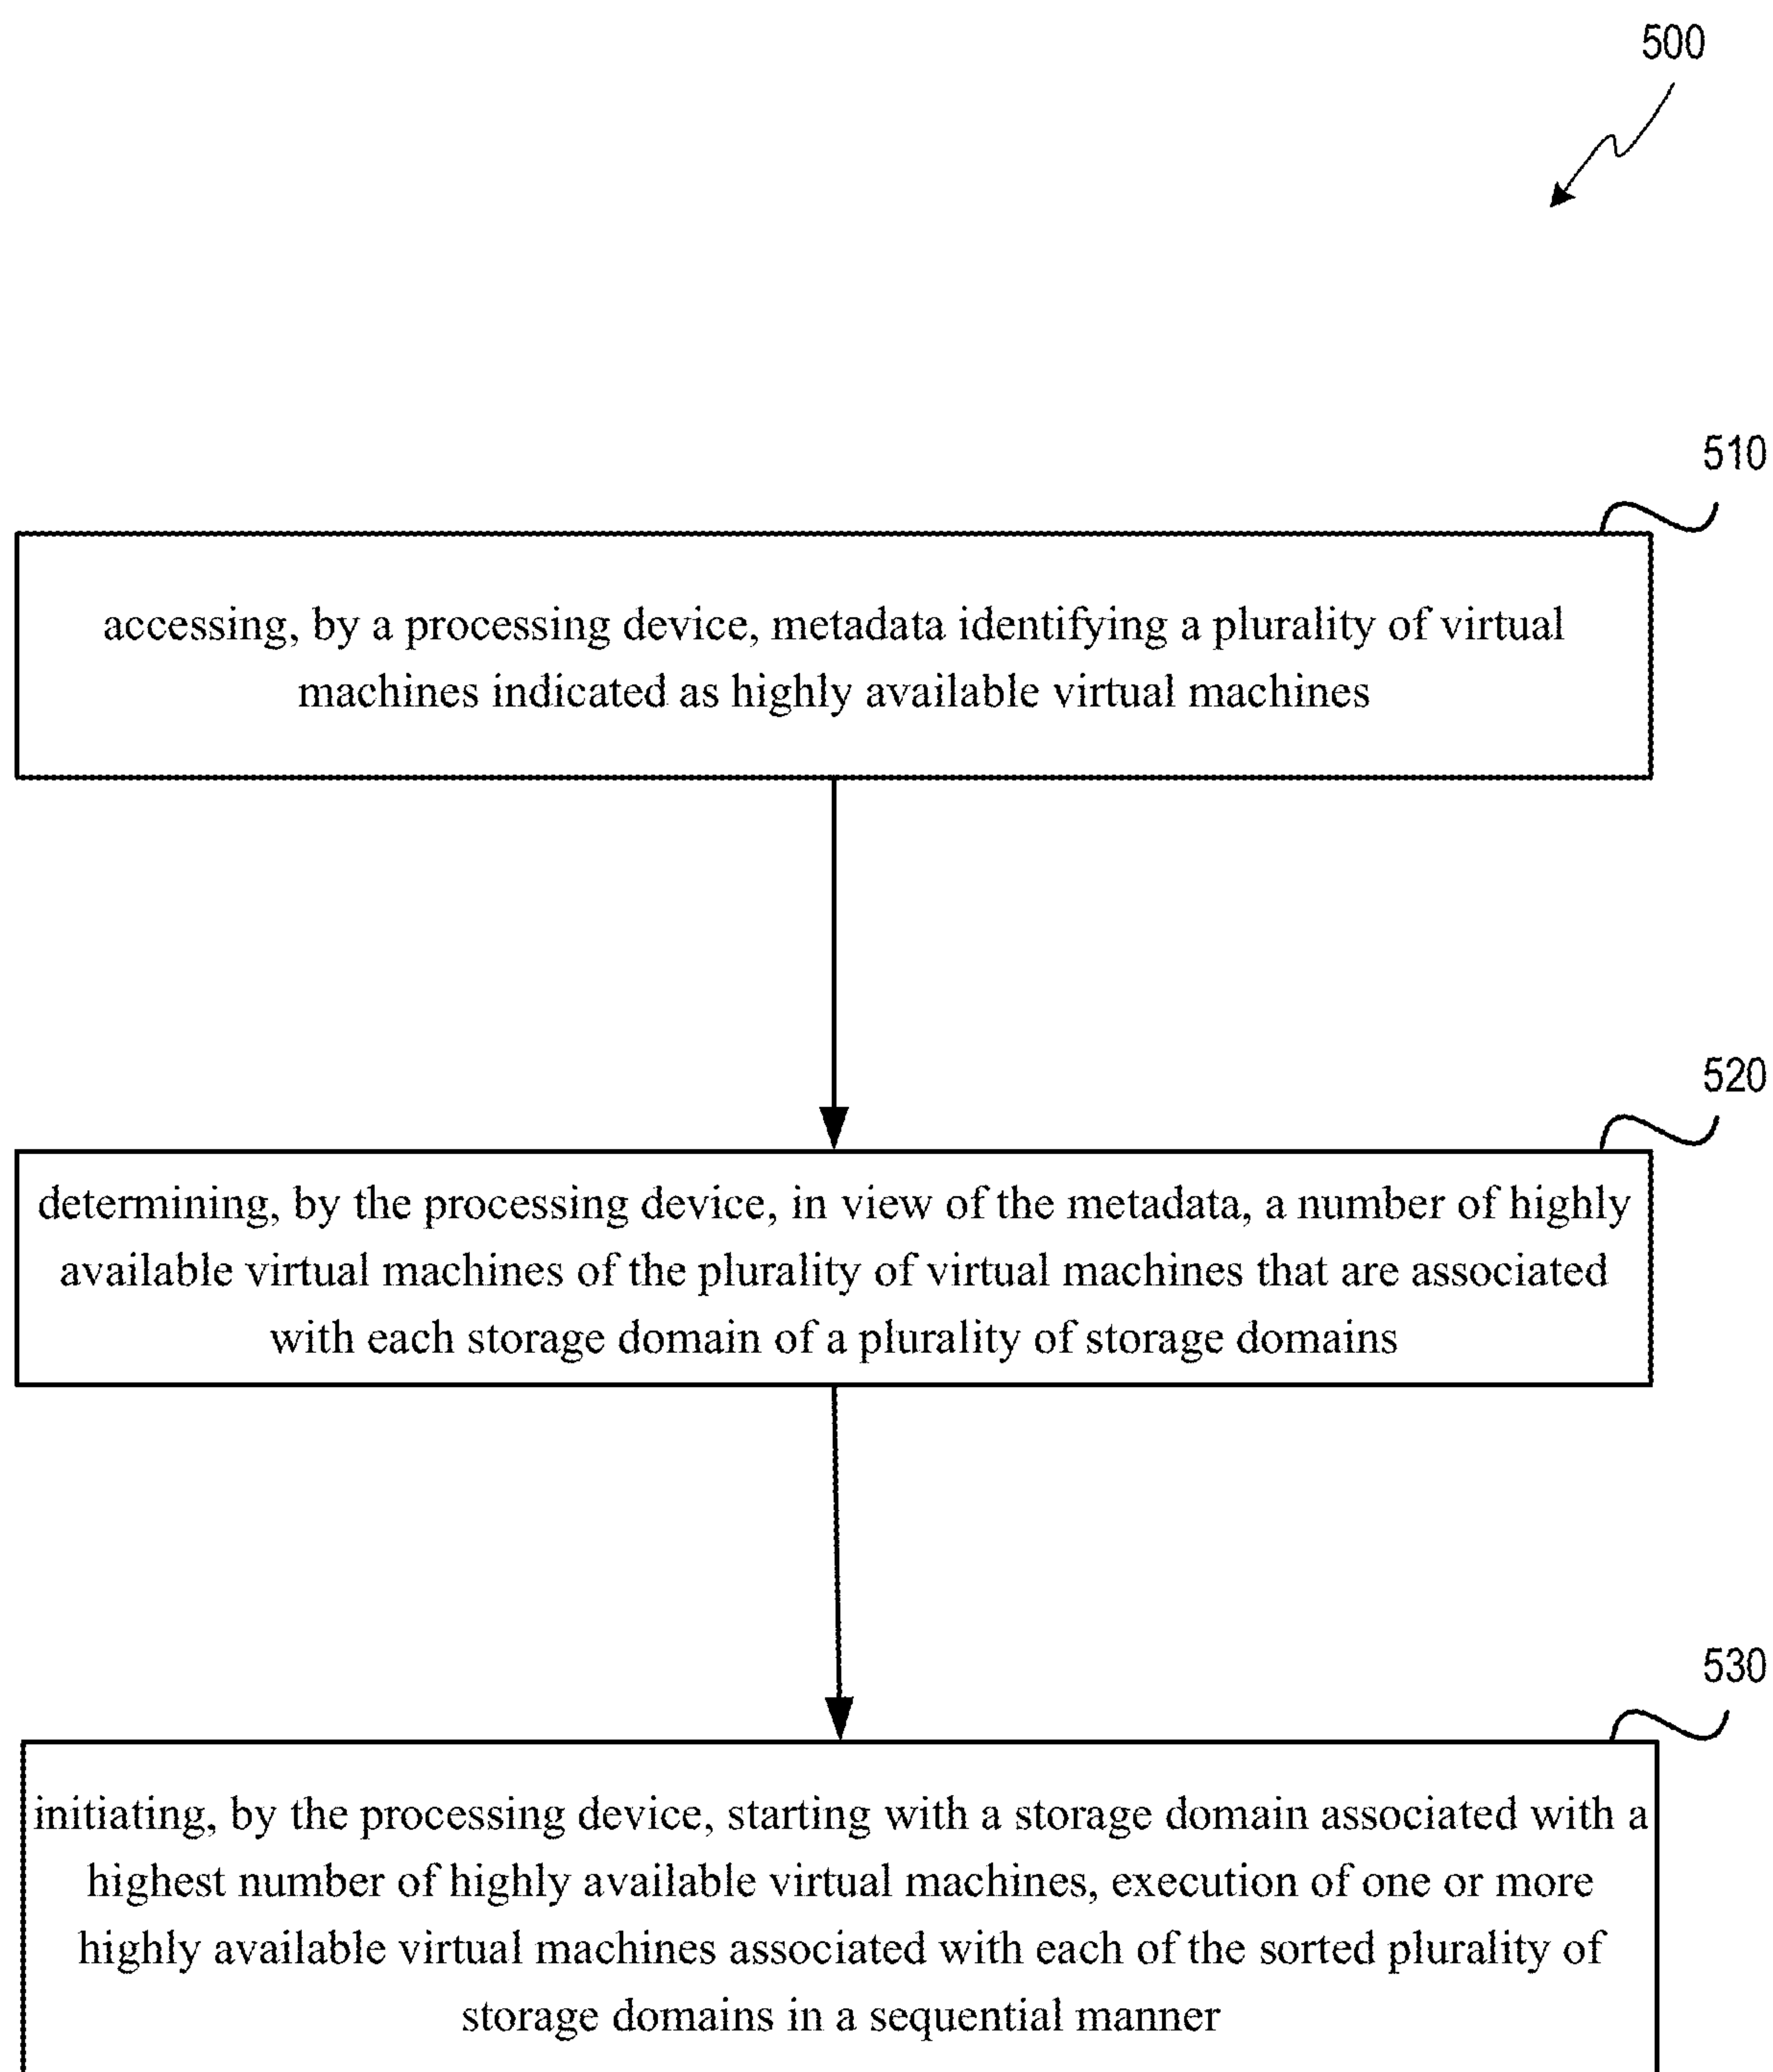 500
510
accessing, by a processing device, metadata identifying a plurality of virtual
machines indicated as highly available virtual machines
520
determining, by the processing device, in view of the metadata, a number of highly
available virtual machines of the plurality of virtual machines that are associated
with each storage domain of a plurality of storage domains
530
initiating, by the processing device, starting with a storage domain associated with a
highest number of highly available virtual machines, execution of one or more
highly available virtual machines associated with each of the sorted plurality of
storage domains in a sequential manner